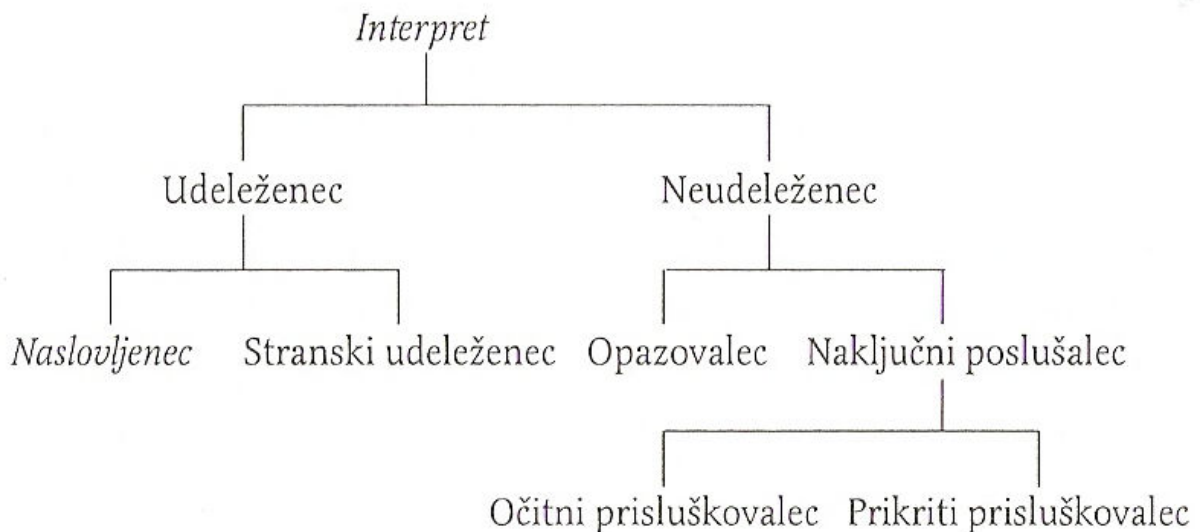 Interpret
Udeleženec Neudeleženec
Naslovljenec Stranski udeleženec Opazovalec Naključni poslušalec
Očitni prisluškovalec Prikriti prisluškovalec